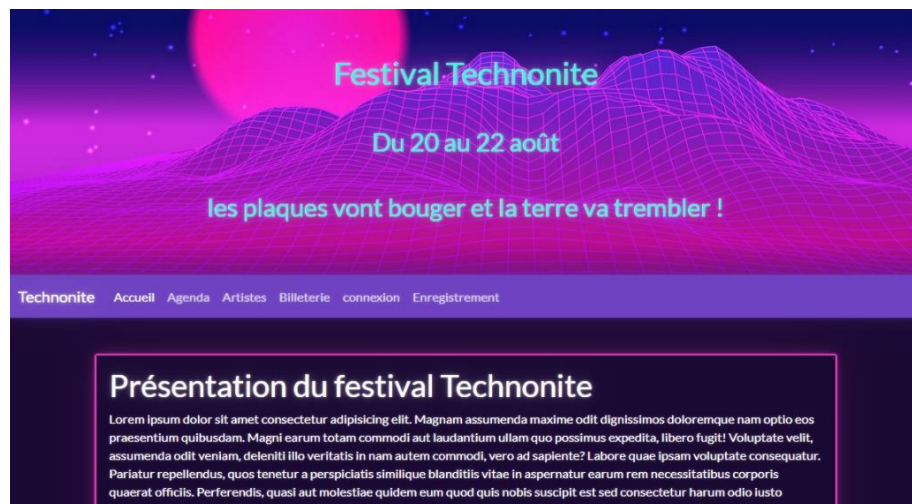 Festival Technonite
Du 20 au 22 août
les plaques vont bouger et la terre va trembler !
Technonite Accueil Agenda Artistes Billeterie connexion Enregistrement
Présentation du festival Technonite
Lorem ipsum dolor sit amet consectetur adipisicing elit. Magnam assumenda maxime odit dignissimos doloremque nam optio eos
praesentium quibusdam. Magni earum totam commodi aut laudantium ullam quo possimus expedita, libero fugit! Voluptate velit,
assumenda odit veniam, deleniti illo veritatis in nam autem commodi, vero ad sapiente? Labore quae ipsam voluptate consequatur.
Pariatur repellendus, quos tenetur a perspiciatis similique blanditiis vitae in aspernatur earum rem necessitatibus corporis
quaerat officiis. Perferendis, quasi aut molestiae quidem eum quod quis nobis suscipit est sed consectetur harum odio iusto